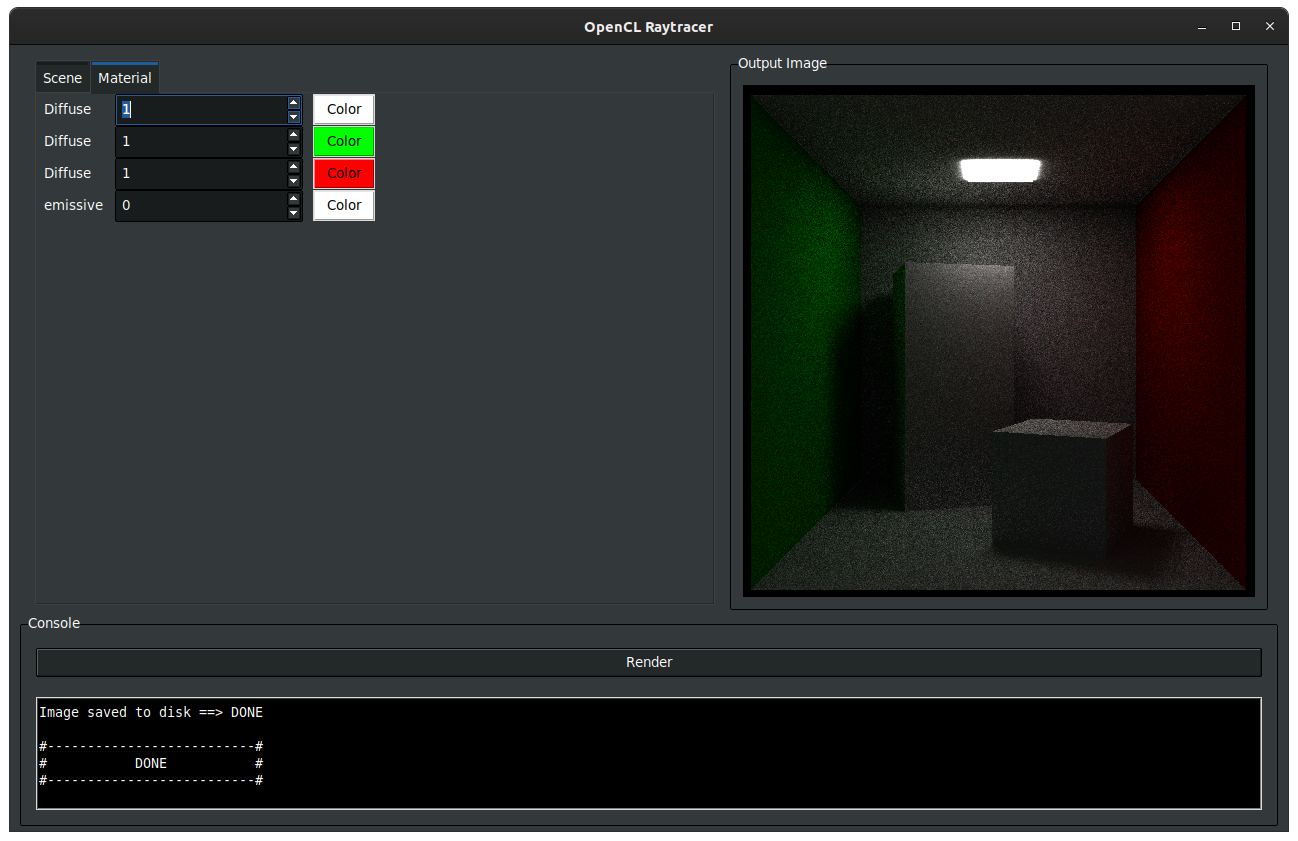 OpenCL Raytracer
Scene Material
Diffuse 1 Color
Diffuse 1 Color
Diffuse 1 Color
emissive 0 Color
Output Image
Console
Render
Image saved to disk ==> DONE
#--------------------------#
# DONE #
#--------------------------#